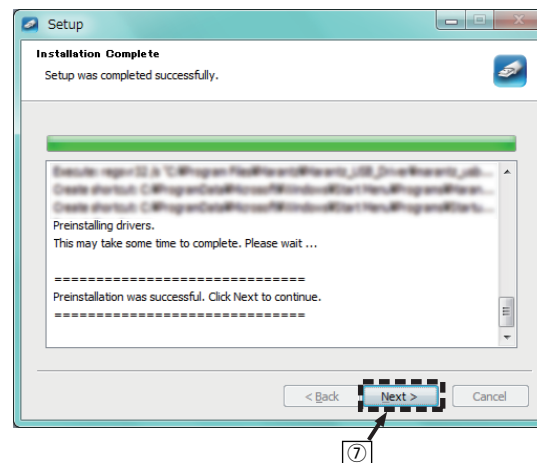 Setup
Installation Complete
Setup was completed successfully.
Preinstalling drivers.
This may take some time to complete. Please wait ...
===============================
Preinstallation was successful. Click Next to continue.
===============================
< Back
Next >
Cancel
⑦